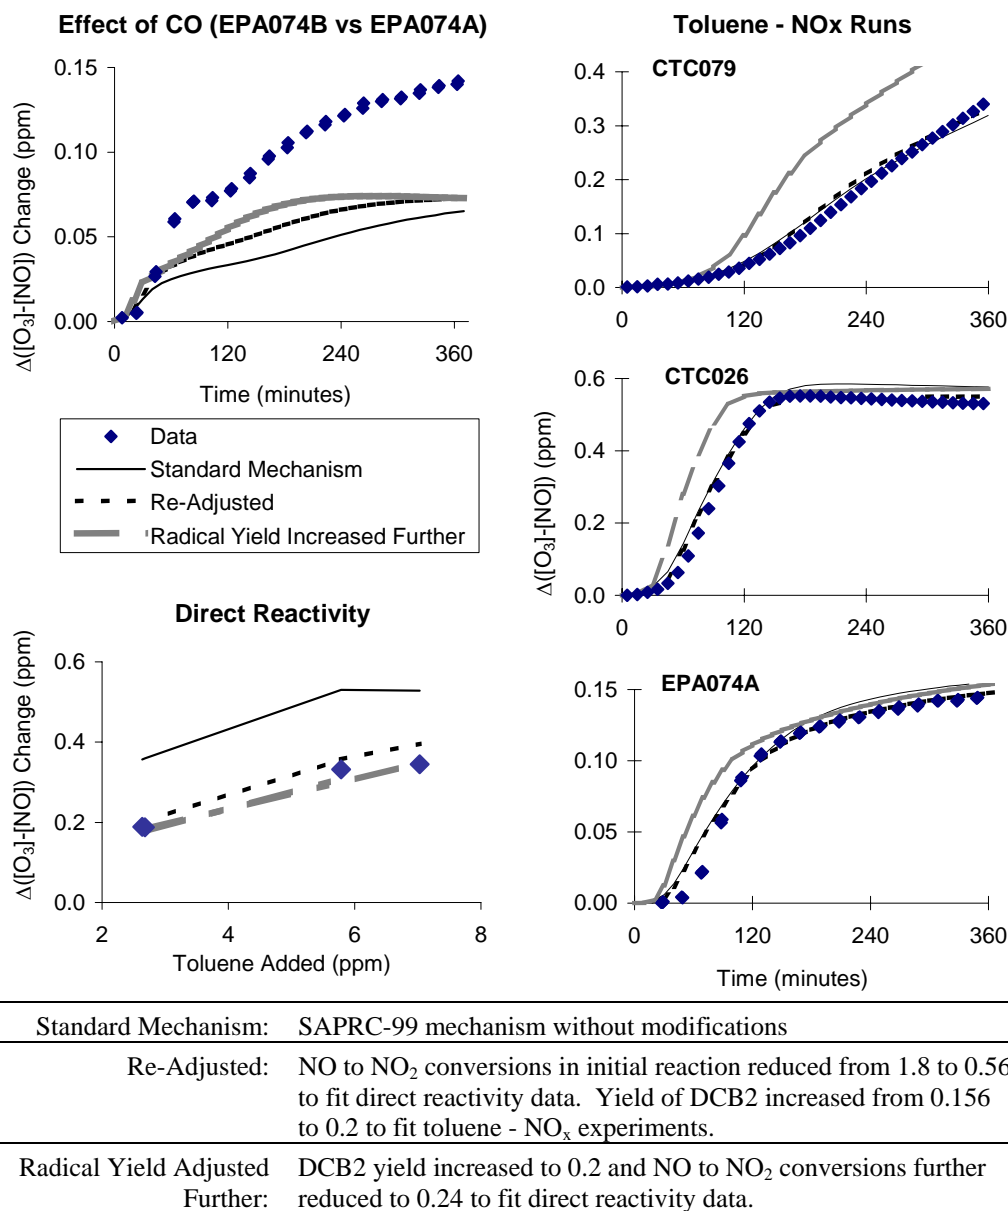 Effect of CO (EPA074B vs EPA074A)
Δ([O3]-[NO]) Change (ppm)
0.15
0.10
0.05
0.00
0
120
240
360
Time (minutes)
Data
Standard Mechanism
Re-Adjusted
Radical Yield Increased Further
Direct Reactivity
Δ([O3]-[NO]) Change (ppm)
0.6
0.4
0.2
0.0
2
4
6
8
Toluene Added (ppm)
Toluene - NOx Runs
CTC079
0.4
0.3
0.2
0.1
0.0
0
120
240
360
CTC026
Δ([O3]-[NO]) (ppm)
0.6
0.4
0.2
0.0
0
120
240
360
EPA074A
0.15
0.10
0.05
0.00
0
120
240
360
Time (minutes)
Standard Mechanism: SAPRC-99 mechanism without modifications
Re-Adjusted: NO to NO2 conversions in initial reaction reduced from 1.8 to 0.56
to fit direct reactivity data. Yield of DCB2 increased from 0.156
to 0.2 to fit toluene - NOx experiments.
Radical Yield Adjusted DCB2 yield increased to 0.2 and NO to NO2 conversions further
Further: reduced to 0.24 to fit direct reactivity data.